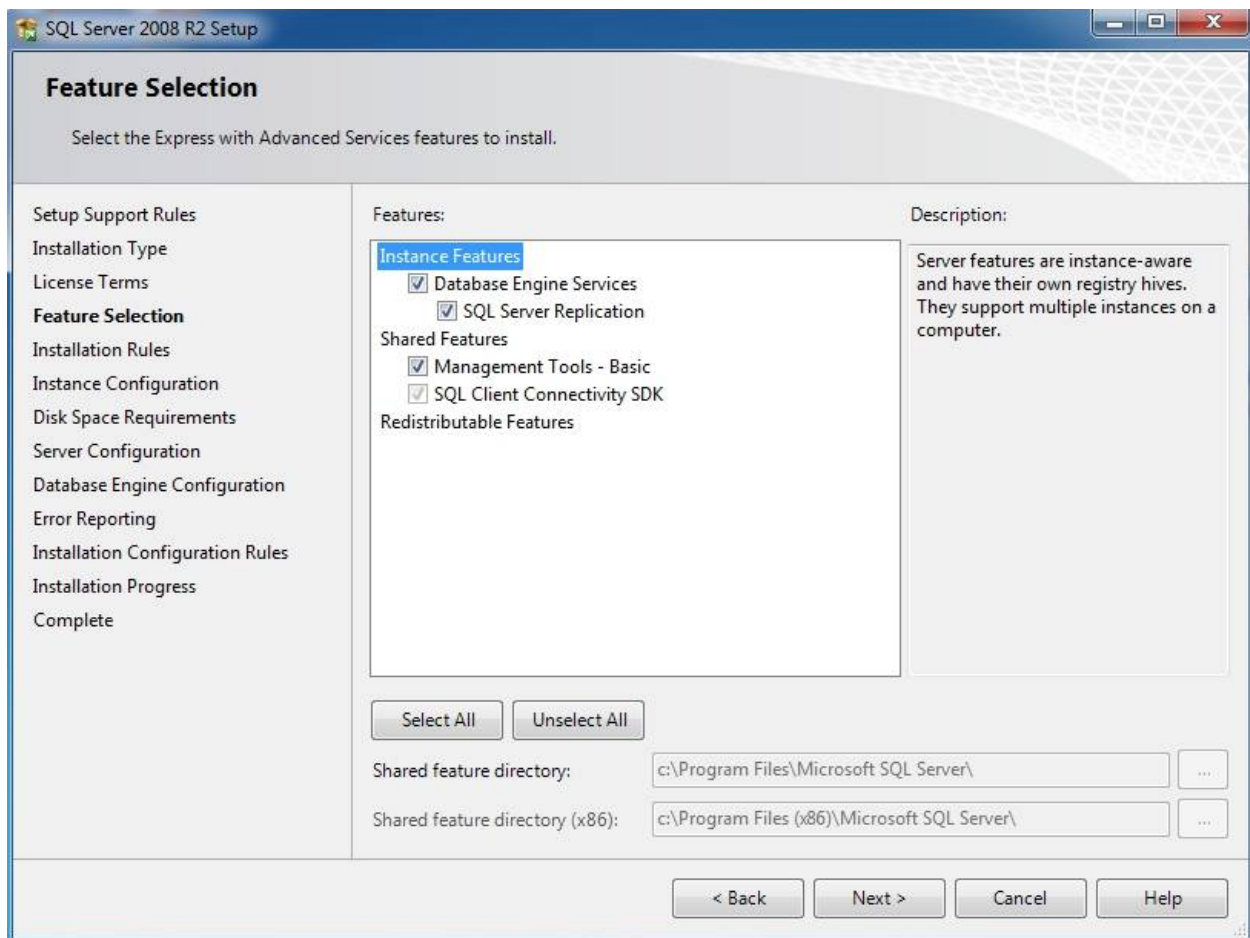 SQL Server 2008 R2 Setup
Feature Selection
Select the Express with Advanced Services features to install.
Setup Support Rules
Installation Type
License Terms
Feature Selection
Installation Rules
Instance Configuration
Disk Space Requirements
Server Configuration
Database Engine Configuration
Error Reporting
Installation Configuration Rules
Installation Progress
Complete
Features:
Instance Features
Database Engine Services
SQL Server Replication
Shared Features
Management Tools - Basic
SQL Client Connectivity SDK
Redistributable Features
Description:
Server features are instance-aware
and have their own registry hives.
They support multiple instances on a
computer.
Select All
Unselect All
Shared feature directory:
c:\Program Files\Microsoft SQL Server\
...
Shared feature directory (x86):
c:\Program Files (x86)\Microsoft SQL Server\
...
< Back
Next >
Cancel
Help